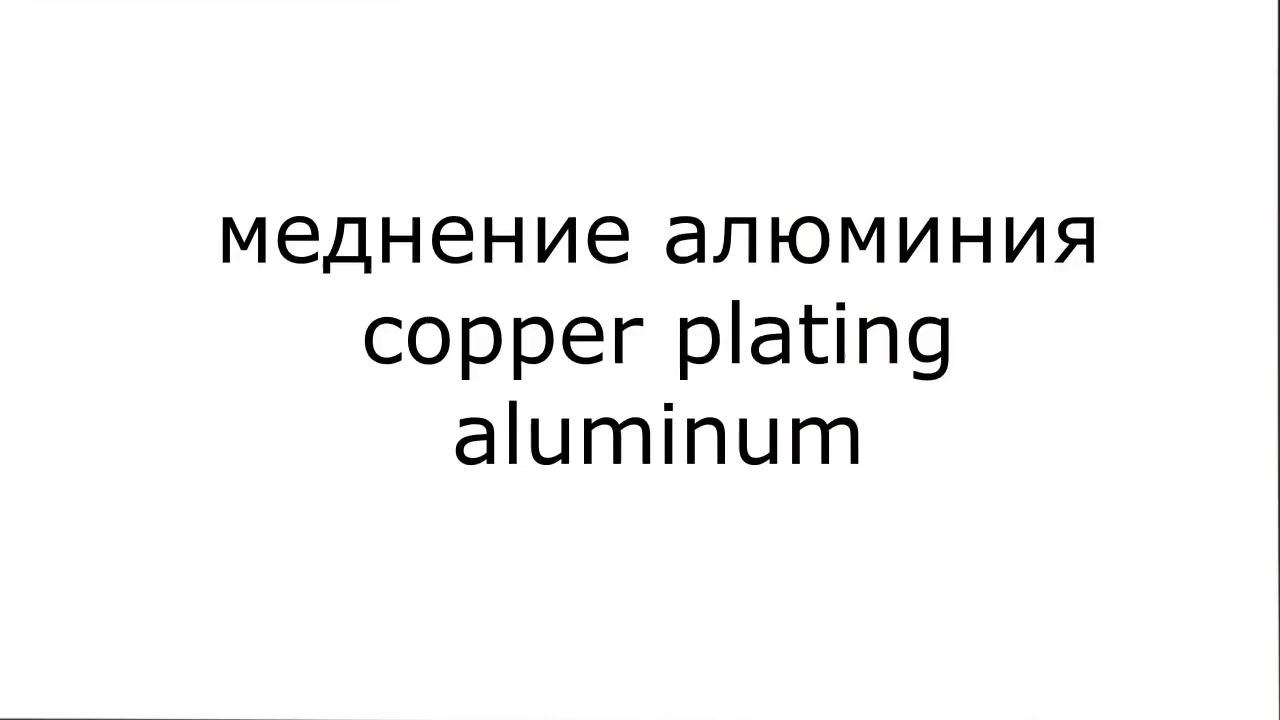 меднение алюминия
copper plating
aluminum